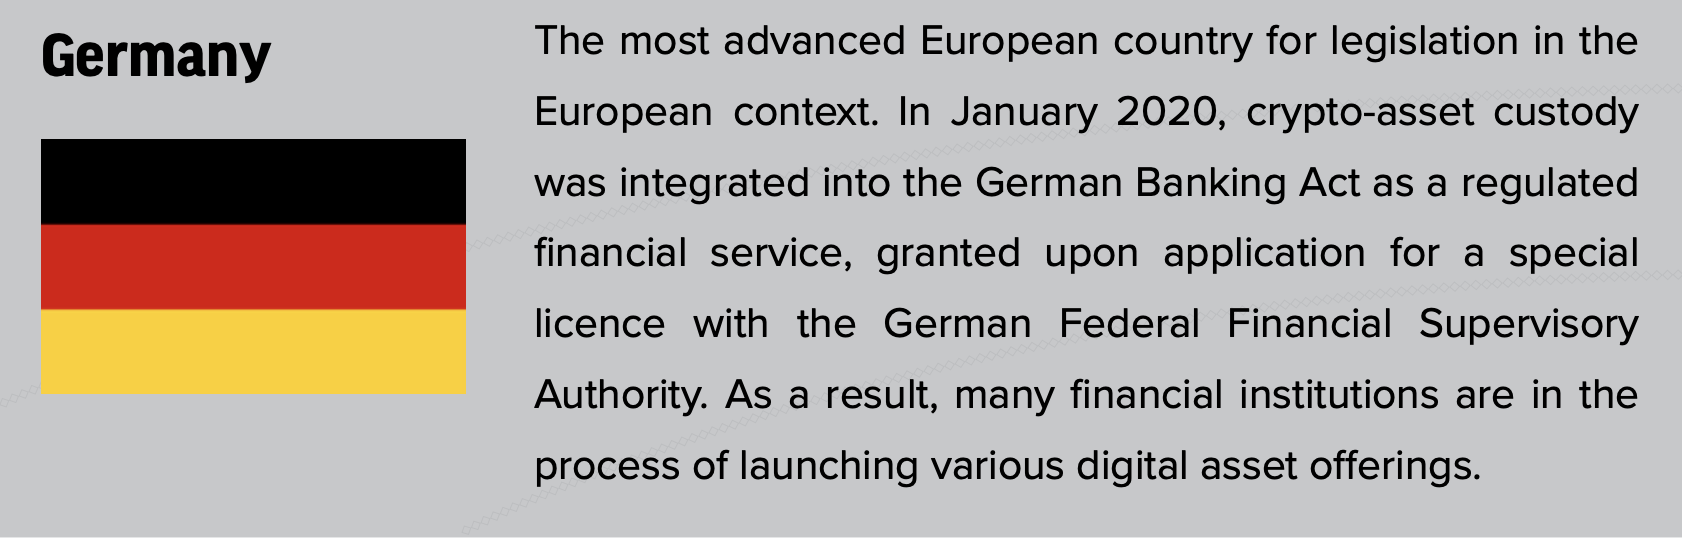 Germany
The most advanced European country for legislation in the
European context. In January 2020, crypto-asset custody
was integrated into the German Banking Act as a regulated
financial service, granted upon application for a special
licence with the German Federal Financial Supervisory
Authority. As a result, many financial institutions are in the
process of launching various digital asset offerings.